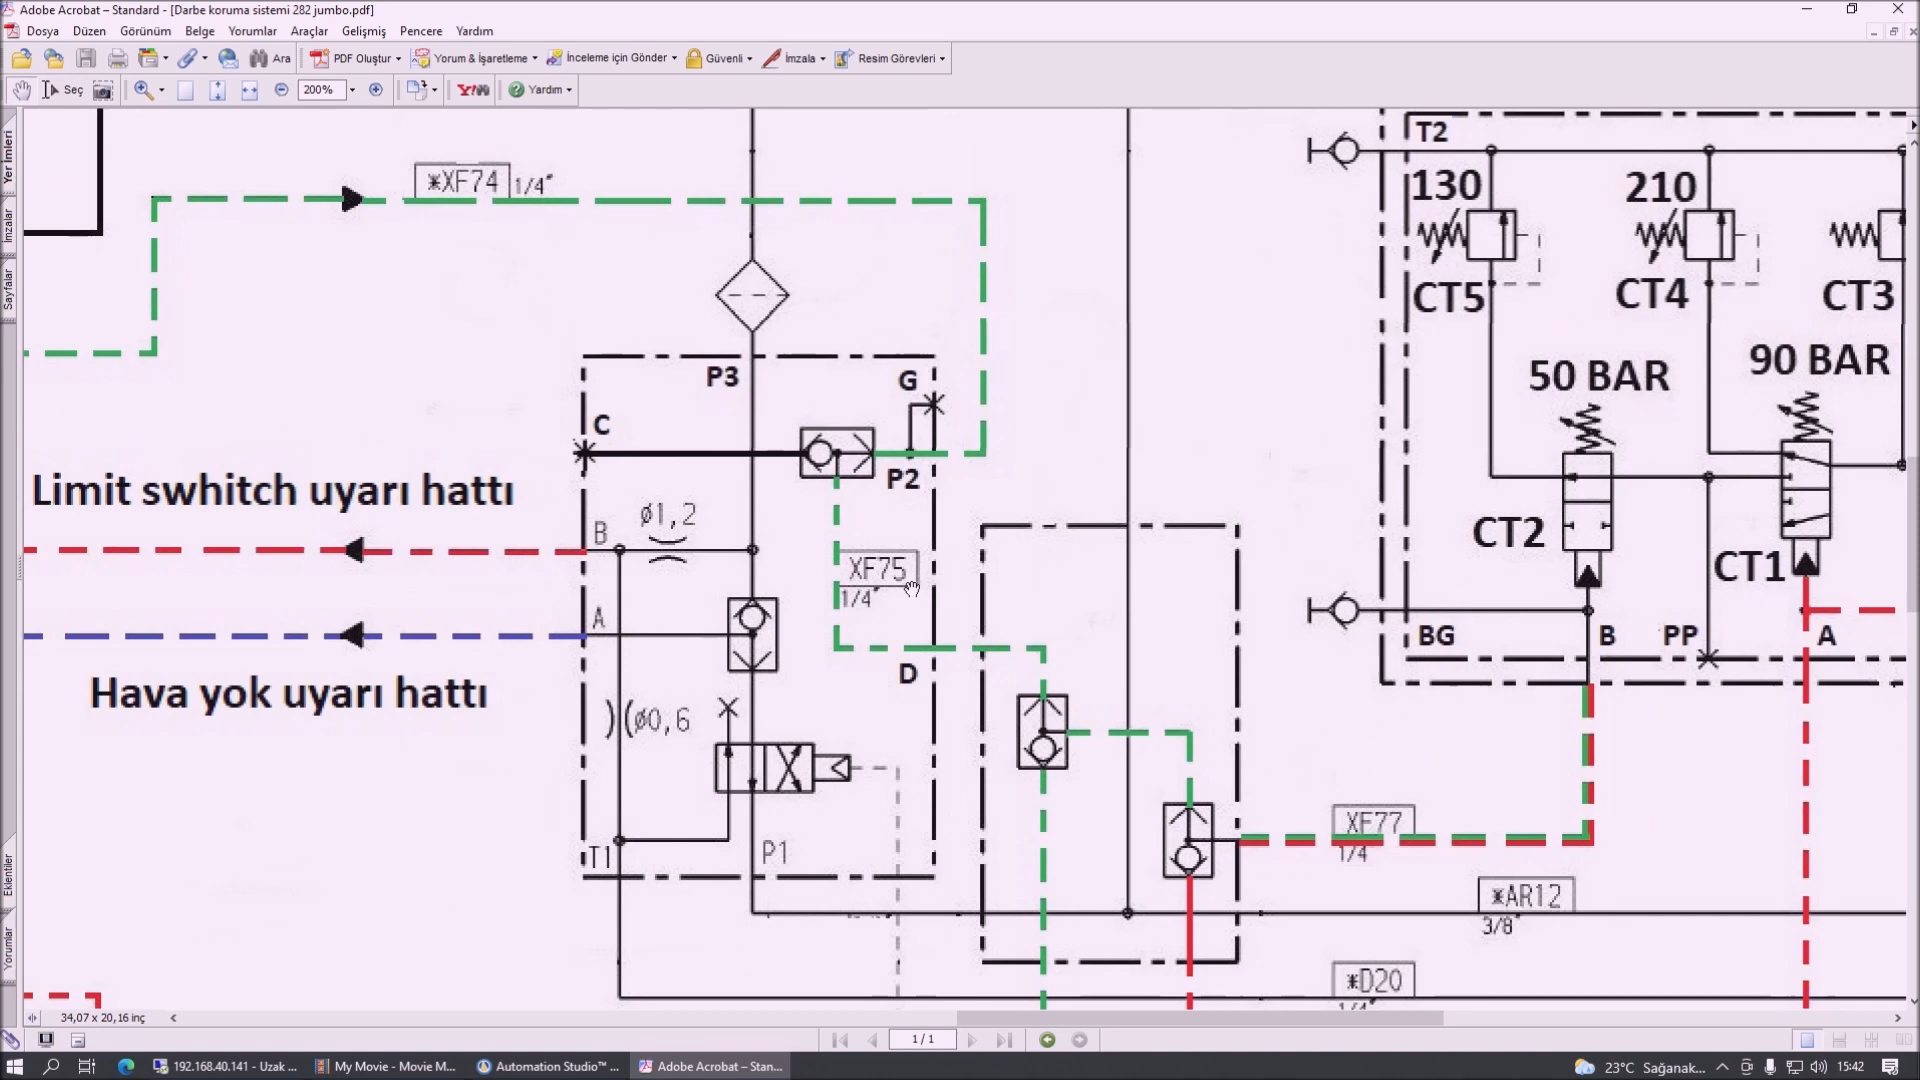 Adobe Acrobat – Standard - [Darbe koruma sistemi 282 jumbo.pdf]
Dosya Düzen Görünüm Belge Yorumlar Araçlar Gelişmiş Pencere Yardım
Ara PDF Oluştur Yorum & İşaretleme İnceleme için Gönder Güvenli İmzala Resim Görevleri
Seç 200% Y! Yardım
Yer İmleri
İmzalar
Sayfalar
Eklentiler
Yorumlar
*XF74 1/4"
T2
130
210
CT5
CT4
CT3
50 BAR
90 BAR
P3
G
C
P2
Limit swhitch uyarı hattı
B
ø1,2
XF75
1/4"
CT2
CT1
A
BG
B
PP
A
Hava yok uyarı hattı
D
)(ø0,6
T1
P1
XF77
1/4
*AR12
3/8"
*D20
1/4"
34,07 x 20,16 inç
1 / 1
192.168.40.141 - Uzak ...
My Movie - Movie M...
Automation Studio™ ...
Adobe Acrobat – Stan...
23°C Sağanak...
15:42